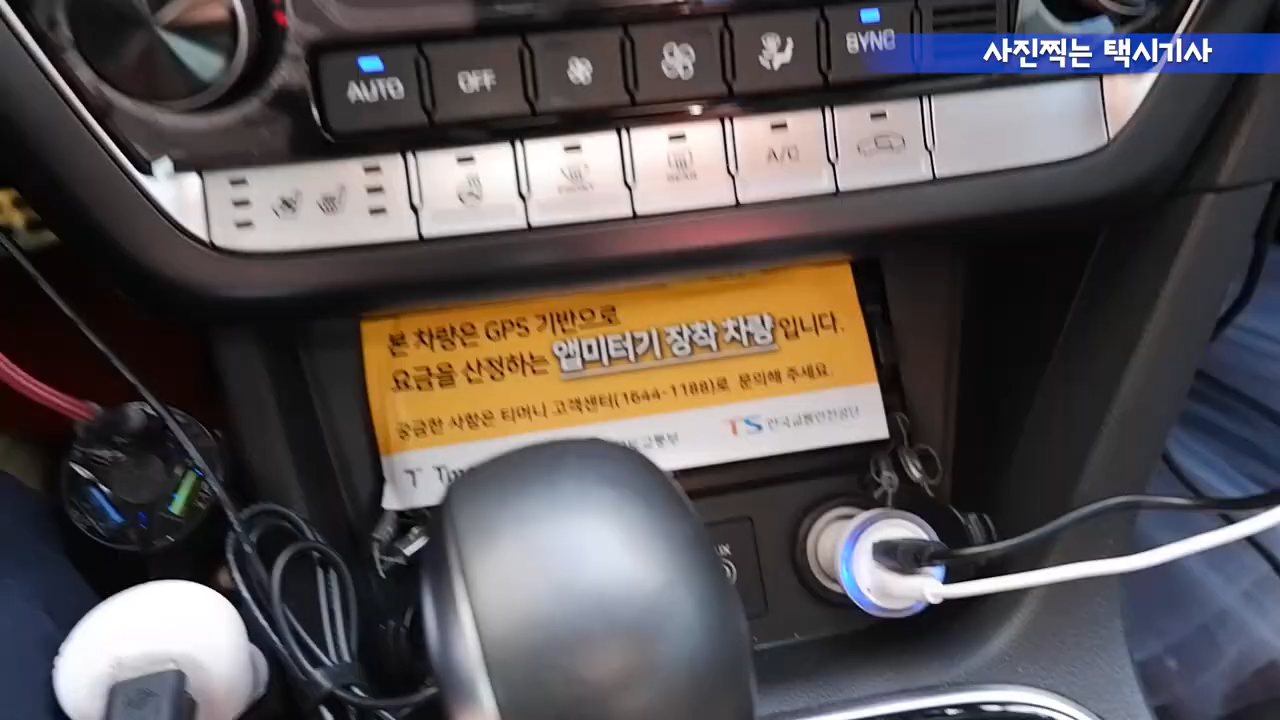 사진찍는 택시기사
AUTO
OFF
SYNC
A/C
본 차량은 GPS 기반으로
요금을 산정하는 앱미터기 장착 차량입니다.
궁금한 사항은 티머니 고객센터(1644-1188)로 문의해 주세요.
TS 한국교통안전공단